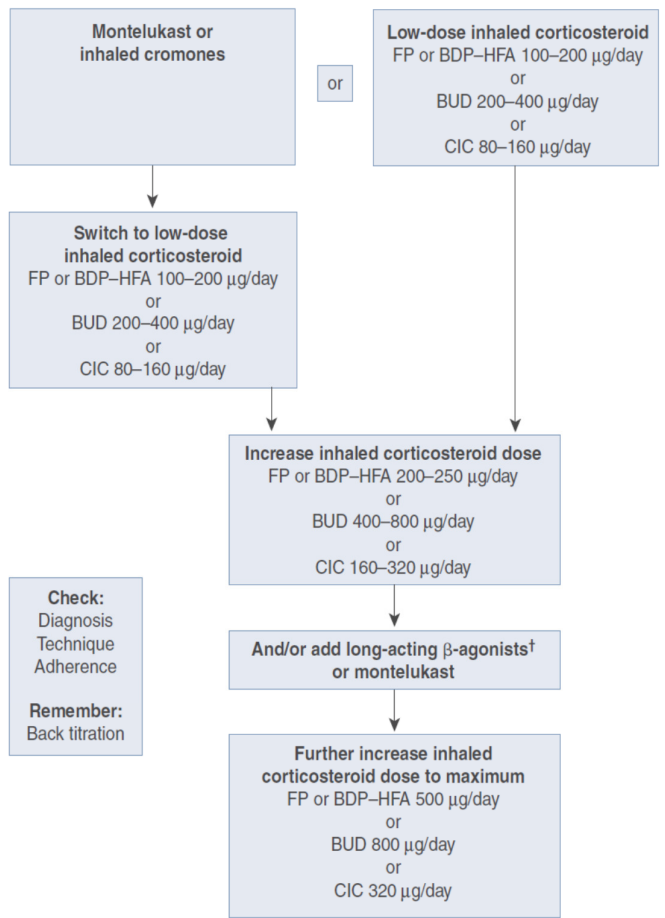 Montelukast or
inhaled cromones
or
Low-dose inhaled corticosteroid
FP or BDP–HFA 100–200 μg/day
or
BUD 200–400 μg/day
or
CIC 80–160 μg/day
Switch to low-dose
inhaled corticosteroid
FP or BDP–HFA 100–200 μg/day
or
BUD 200–400 μg/day
or
CIC 80–160 μg/day
Increase inhaled corticosteroid dose
FP or BDP–HFA 200–250 μg/day
or
BUD 400–800 μg/day
or
CIC 160–320 μg/day
Check:
Diagnosis
Technique
Adherence
Remember:
Back titration
And/or add long-acting β-agonists†
or montelukast
Further increase inhaled
corticosteroid dose to maximum
FP or BDP–HFA 500 μg/day
or
BUD 800 μg/day
or
CIC 320 μg/day